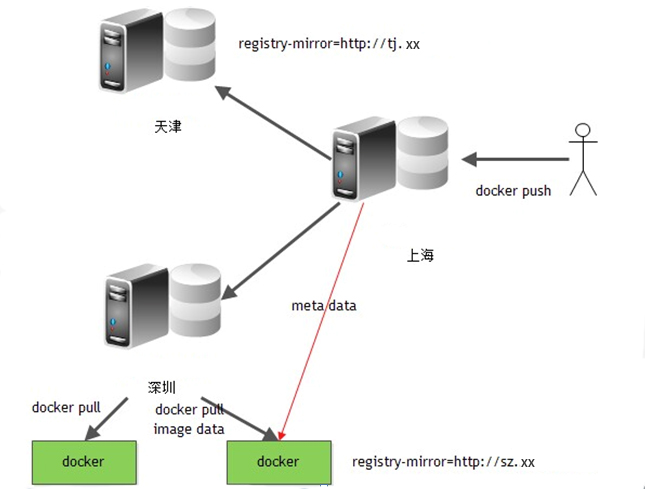 registry-mirror=http://tj.xx
天津
docker push
上海
meta data
深圳
docker pull
docker pull
image data
docker
docker
registry-mirror=http://sz.xx